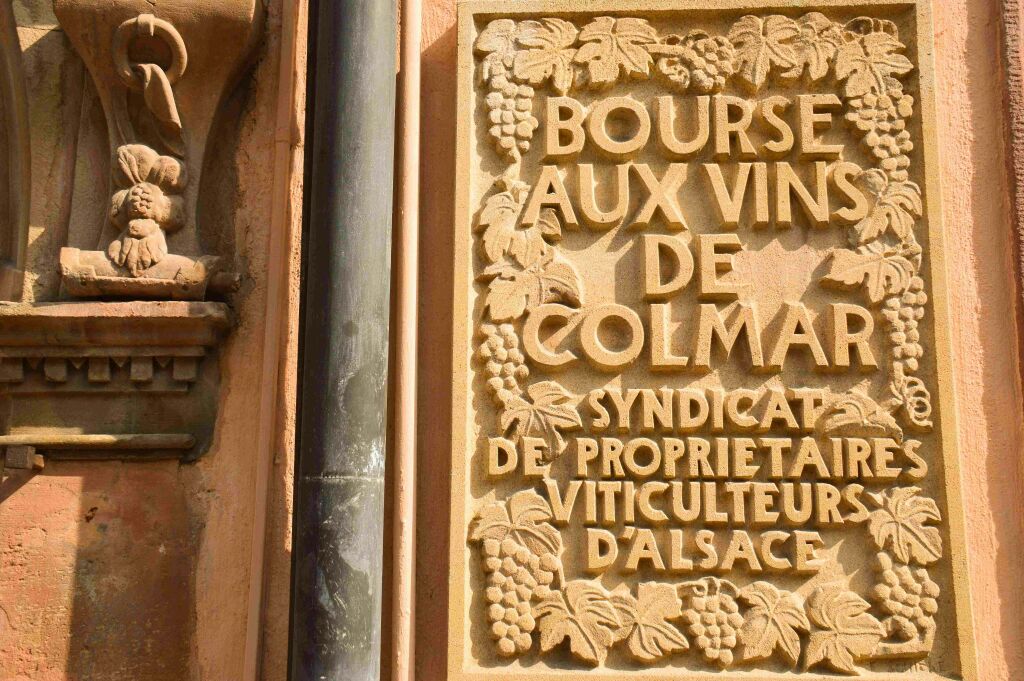 BOURSE
AUX VINS
DE
COLMAR
SYNDICAT
DE PROPRIETAIRES
VITICULTEURS
D'ALSACE